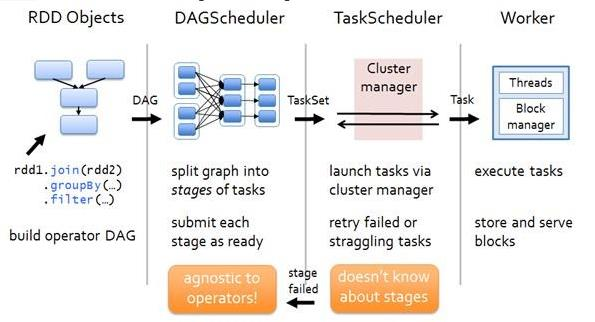 RDD Objects
DAGScheduler
TaskScheduler
Worker
DAG
TaskSet
Cluster
manager
Task
Threads
Block
manager
rdd1.join(rdd2)
.groupBy(…)
.filter(…)
build operator DAG
split graph into
stages of tasks
submit each
stage as ready
launch tasks via
cluster manager
retry failed or
straggling tasks
execute tasks
store and serve
blocks
agnostic to
operators!
stage
failed
doesn't know
about stages